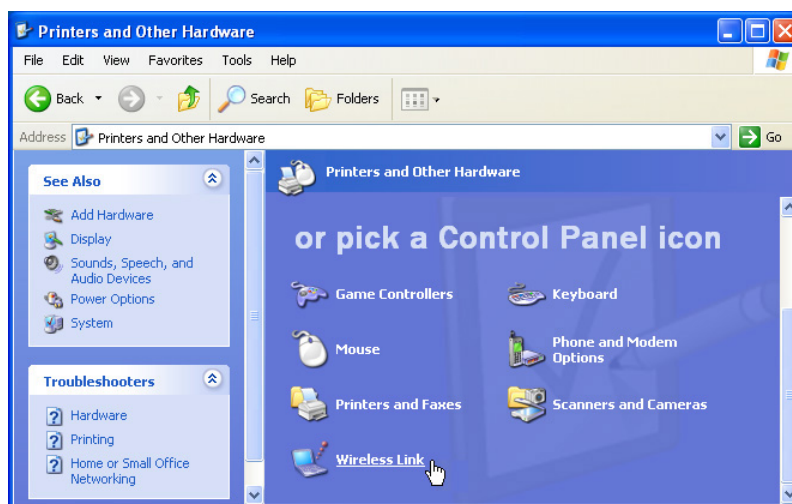 Printers and Other Hardware
File Edit View Favorites Tools Help
Back Search Folders
Address Printers and Other Hardware Go
See Also
Add Hardware
Display
Sounds, Speech, and
Audio Devices
Power Options
System
Troubleshooters
Hardware
Printing
Home or Small Office
Networking
Printers and Other Hardware
or pick a Control Panel icon
Game Controllers Keyboard
Mouse Phone and Modem
Options
Printers and Faxes Scanners and Cameras
Wireless Link